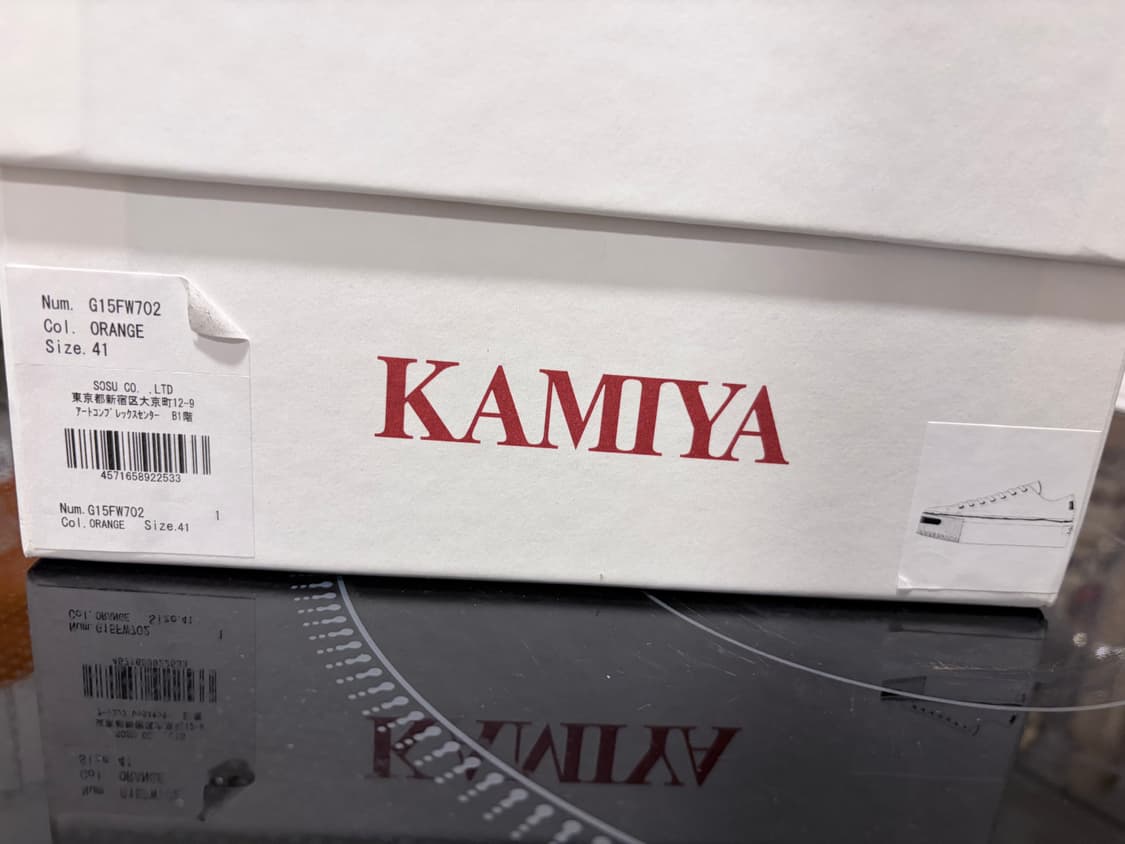 Num. G15FW702
Col. ORANGE
Size. 41
SOSU CO. ,LTD
東京都新宿区大京町12-9
ｱｰﾄｺﾝﾌﾟﾚｯｸｽｾﾝﾀｰ B1階
4571658922533
Num. G15FW702 1
Col. ORANGE Size.41
KAMIYA